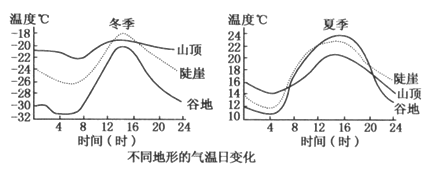 温度℃
冬季
-18
-20
-22
-24
-26
-28
-30
-32
山顶
陡崖
谷地
4 8 12 16 20 24
时间(时)
温度℃
夏季
24
22
20
18
16
14
12
10
陡崖
山顶
谷地
4 8 12 16 20 24
时间(时)
不同地形的气温日变化